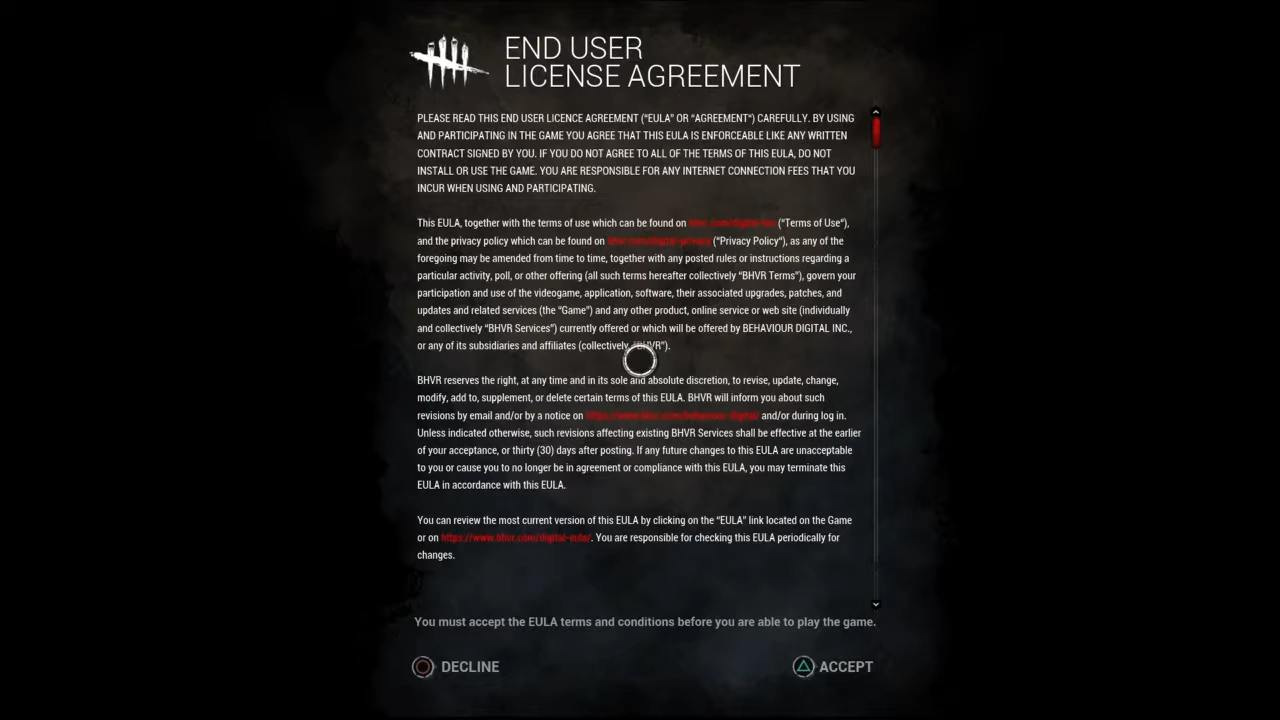 END USER
LICENSE AGREEMENT
PLEASE READ THIS END USER LICENCE AGREEMENT (“EULA” OR “AGREEMENT”) CAREFULLY. BY USING
AND PARTICIPATING IN THE GAME YOU AGREE THAT THIS EULA IS ENFORCEABLE LIKE ANY WRITTEN
CONTRACT SIGNED BY YOU. IF YOU DO NOT AGREE TO ALL OF THE TERMS OF THIS EULA, DO NOT
INSTALL OR USE THE GAME. YOU ARE RESPONSIBLE FOR ANY INTERNET CONNECTION FEES THAT YOU
INCUR WHEN USING AND PARTICIPATING.
This EULA, together with the terms of use which can be found on (“Terms of Use”),
and the privacy policy which can be found on bhvr.com/digital-privacy (“Privacy Policy”), as any of the
foregoing may be amended from time to time, together with any posted rules or instructions regarding a
particular activity, poll, or other offering (all such terms hereafter collectively “BHVR Terms”), govern your
participation and use of the videogame, application, software, their associated upgrades, patches, and
updates and related services (the “Game”) and any other product, online service or web site (individually
and collectively “BHVR Services”) currently offered or which will be offered by BEHAVIOUR DIGITAL INC.,
or any of its subsidiaries and affiliates (collectively, “BHVR”).
BHVR reserves the right, at any time and in its sole and absolute discretion, to revise, update, change,
modify, add to, supplement, or delete certain terms of this EULA. BHVR will inform you about such
revisions by email and/or by a notice on and/or during log in.
Unless indicated otherwise, such revisions affecting existing BHVR Services shall be effective at the earlier
of your acceptance, or thirty (30) days after posting. If any future changes to this EULA are unacceptable
to you or cause you to no longer be in agreement or compliance with this EULA, you may terminate this
EULA in accordance with this EULA.
You can review the most current version of this EULA by clicking on the “EULA” link located on the Game
or on https://www.bhvr.com/digital-eula/. You are responsible for checking this EULA periodically for
changes.
You must accept the EULA terms and conditions before you are able to play the game.
DECLINE
ACCEPT